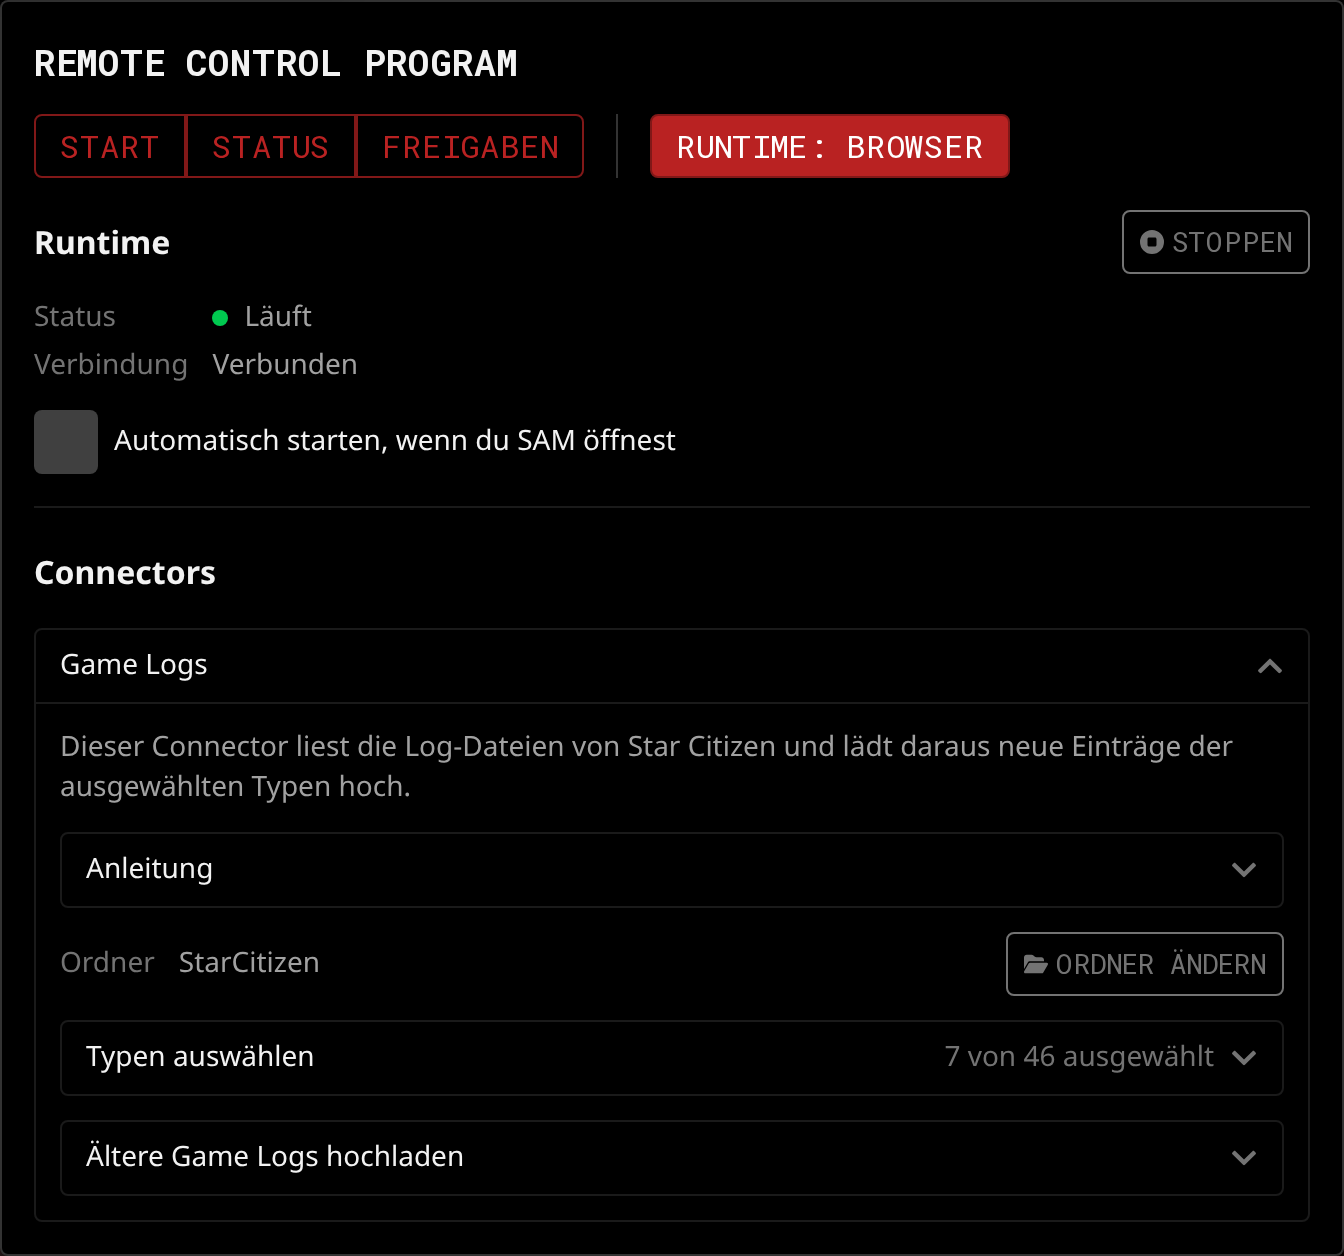 REMOTE CONTROL PROGRAM
START
STATUS
FREIGABEN
RUNTIME: BROWSER
Runtime
STOPPEN
Status Läuft
Verbindung Verbunden
Automatisch starten, wenn du SAM öffnest
Connectors
Game Logs
Dieser Connector liest die Log-Dateien von Star Citizen und lädt daraus neue Einträge der
ausgewählten Typen hoch.
Anleitung
Ordner StarCitizen
ORDNER ÄNDERN
Typen auswählen
7 von 46 ausgewählt
Ältere Game Logs hochladen